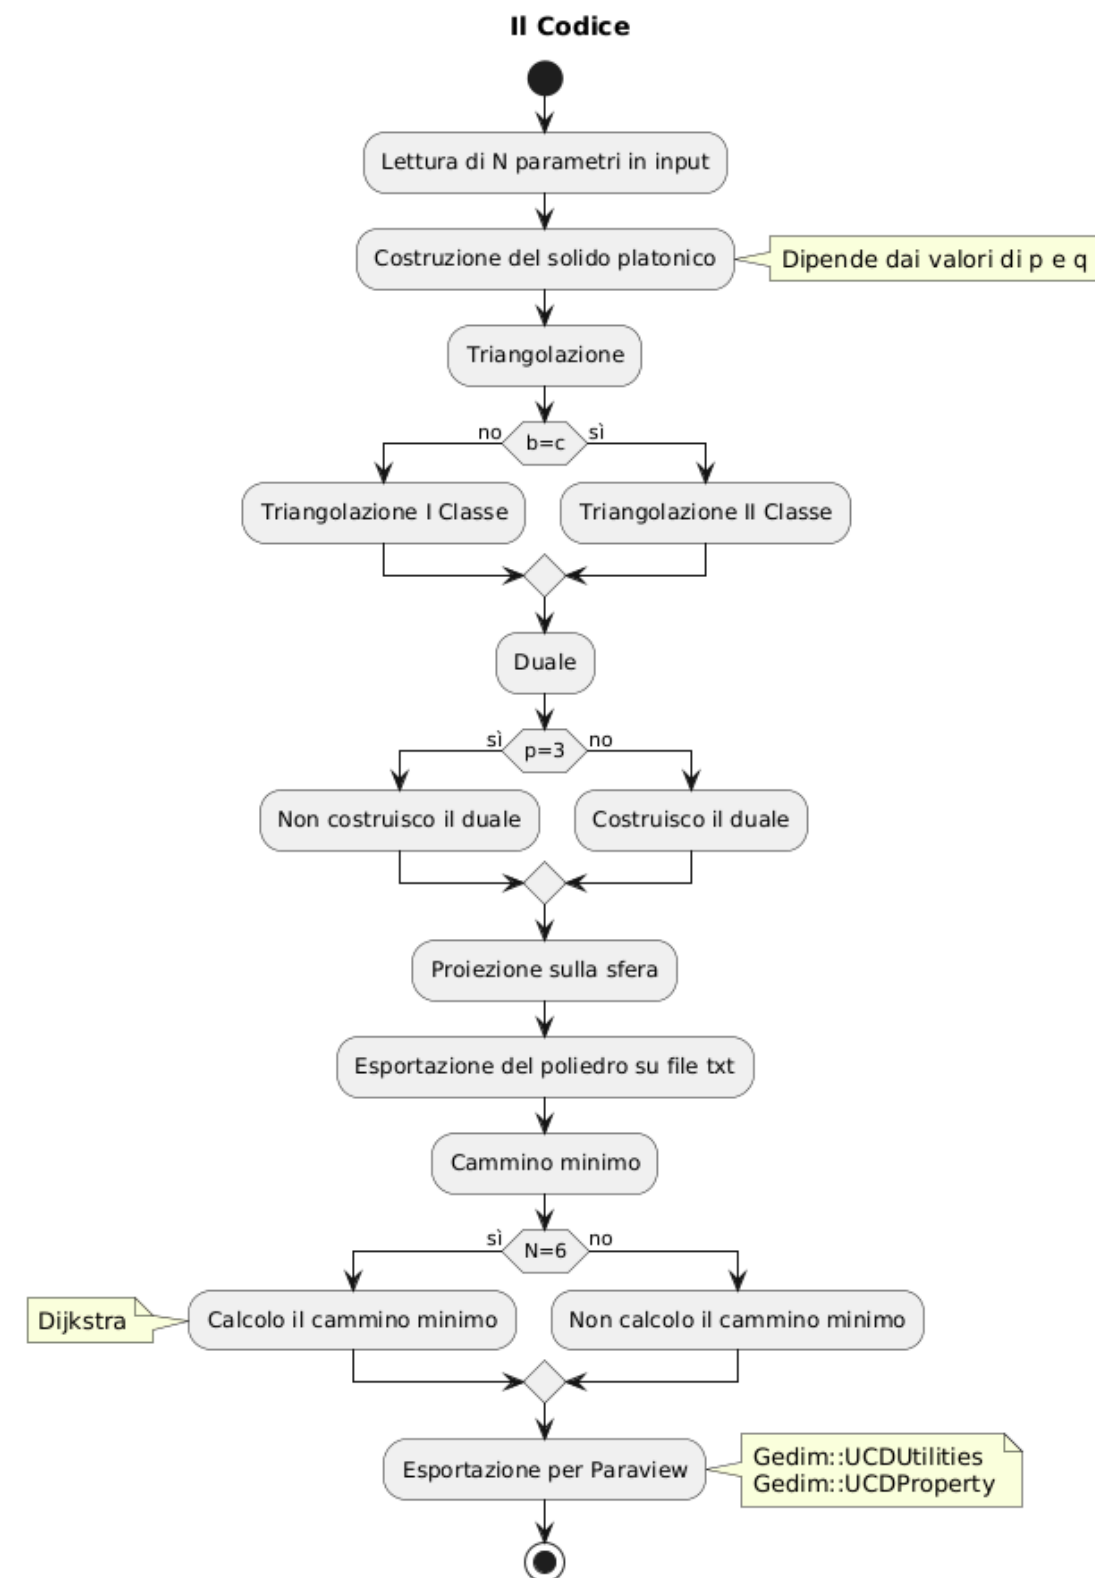 Il Codice
Lettura di N parametri in input
Costruzione del solido platonico
Dipende dai valori di p e q
Triangolazione
no
b=c
sì
Triangolazione I Classe
Triangolazione II Classe
Duale
sì
p=3
no
Non costruisco il duale
Costruisco il duale
Proiezione sulla sfera
Esportazione del poliedro su file txt
Cammino minimo
sì
N=6
no
Dijkstra
Calcolo il cammino minimo
Non calcolo il cammino minimo
Esportazione per Paraview
Gedim::UCDUtilities
Gedim::UCDProperty